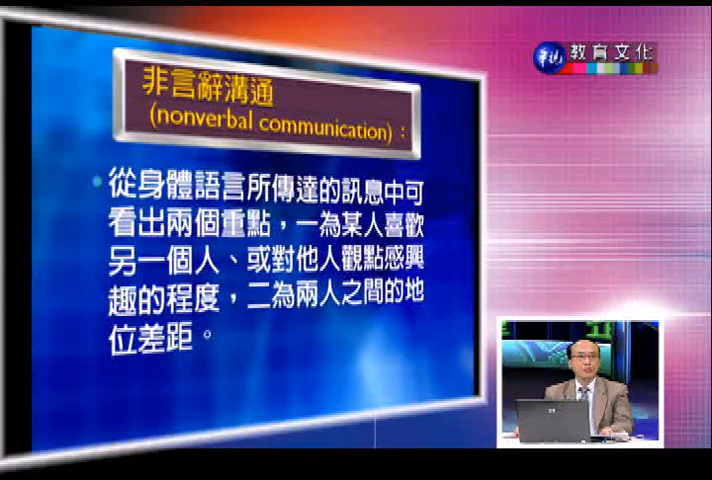 華視 教育文化
非言辭溝通
(nonverbal communication)：
• 從身體語言所傳達的訊息中可
看出兩個重點，一為某人喜歡
另一個人、或對他人觀點感興
趣的程度，二為兩人之間的地
位差距。